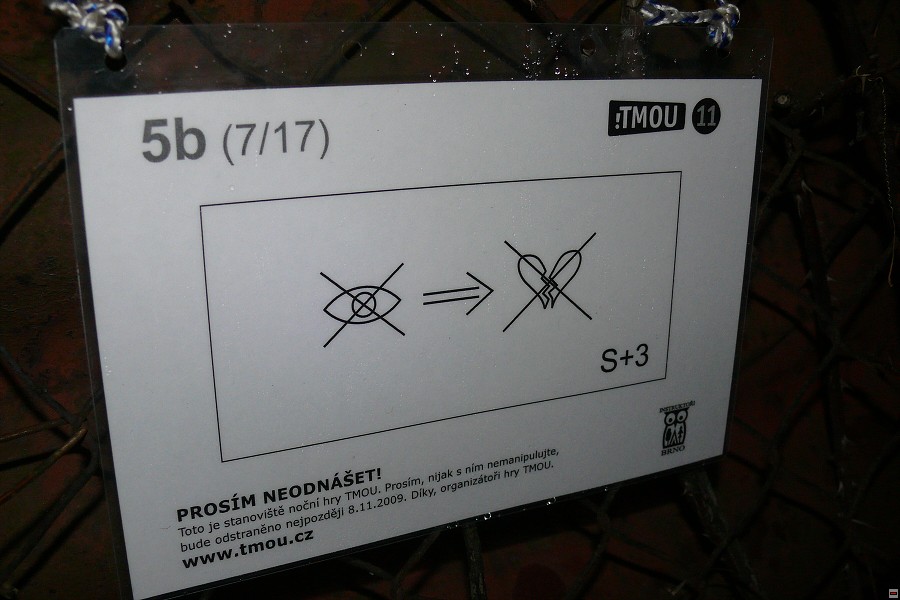 5b (7/17)
:TMOU 11
S+3
INSTRUKTOŘI
BRNO
PROSÍM NEODNÁŠET!
Toto je stanoviště noční hry TMOU. Prosím, nijak s ním nemanipulujte,
bude odstraněno nejpozději 8.11.2009. Díky, organizátoři hry TMOU.
www.tmou.cz